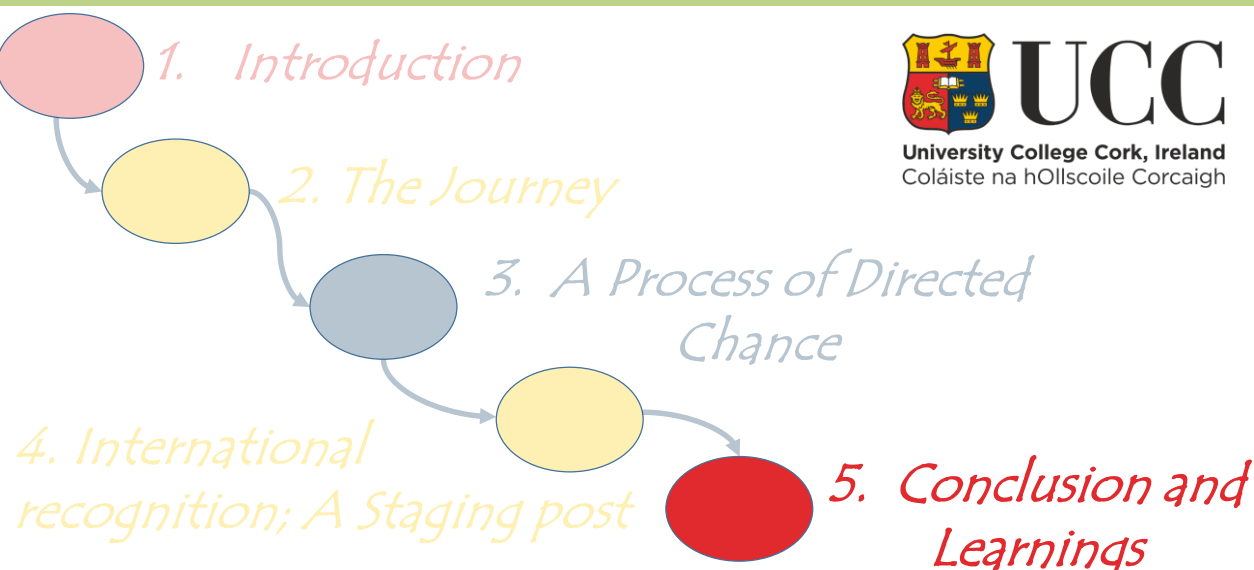 1. Introduction
UCC
University College Cork, Ireland
Coláiste na hOllscoile Corcaigh
2. The Journey
3. A Process of Directed
Chance
4. International
recognition; A Staging post
5. Conclusion and
Learnings